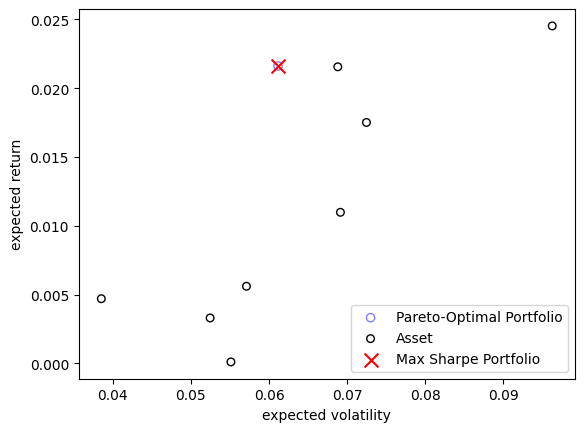 0.025
0.020
0.015
0.010
0.005
0.000
expected return
0.04 0.05 0.06 0.07 0.08 0.09
expected volatility
Pareto-Optimal Portfolio
Asset
Max Sharpe Portfolio